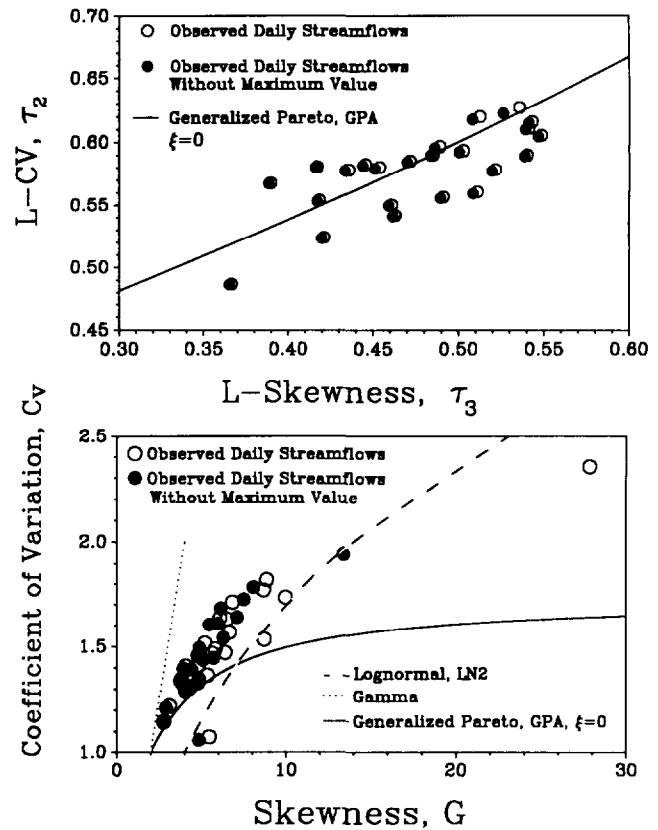 0.70
0.65
0.60
0.55
0.50
0.45
L-CV, τ2
○ Observed Daily Streamflows
● Observed Daily Streamflows
Without Maximum Value
— Generalized Pareto, GPA
ξ=0
0.30 0.35 0.40 0.45 0.50 0.55 0.60
L-Skewness, τ3
2.5
2.0
1.5
1.0
Coefficient of Variation, Cv
○ Observed Daily Streamflows
● Observed Daily Streamflows
Without Maximum Value
– – Lognormal, LN2
····· Gamma
— Generalized Pareto, GPA, ξ=0
0 10 20 30
Skewness, G